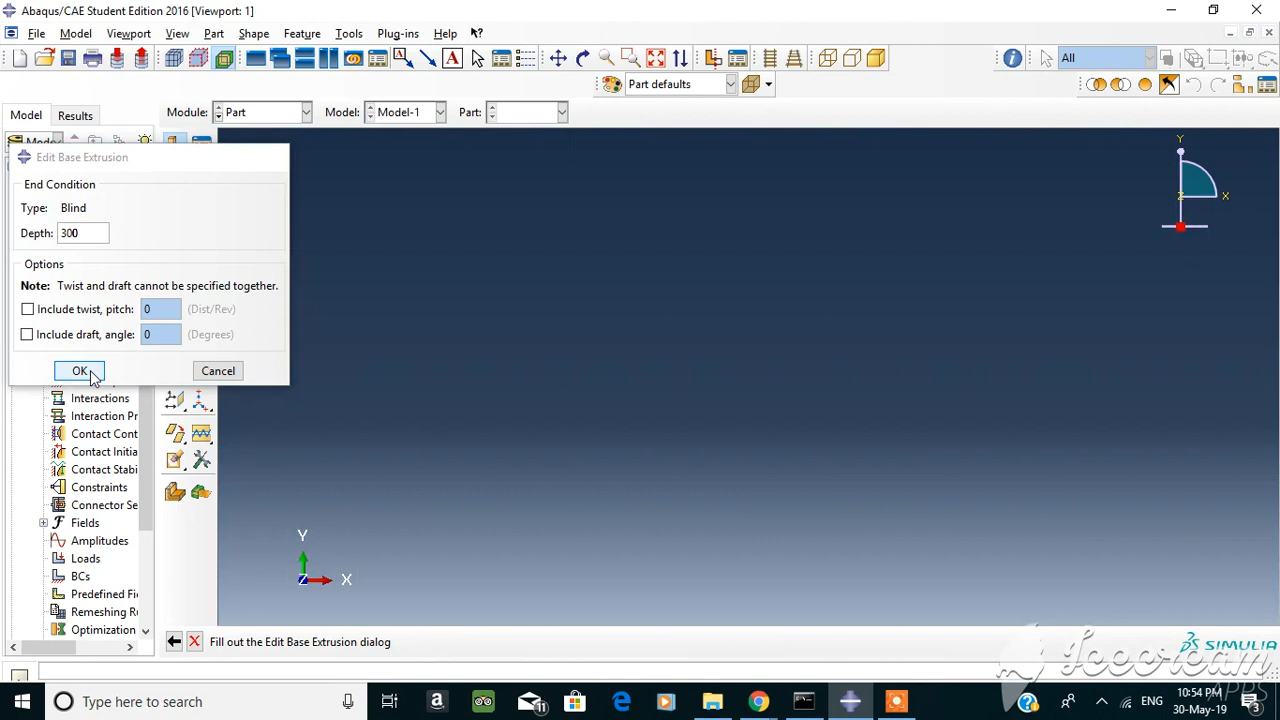 Abaqus/CAE Student Edition 2016 [Viewport: 1]
File Model Viewport View Part Shape Feature Tools Plug-ins Help
A A All
Part defaults
Model Results Module: Part Model: Model-1 Part:
Mode
Edit Base Extrusion
End Condition
Type: Blind
Depth: 300
Options
Note: Twist and draft cannot be specified together.
Include twist, pitch: 0 (Dist/Rev)
Include draft, angle: 0 (Degrees)
OK Cancel
Interactions
Interaction Pr
Contact Cont
Contact Initia
Contact Stabi
Constraints
Connector Se
Fields
Amplitudes
Loads
BCs
Predefined Fi
Remeshing Ru
Optimization
Y
Z X
Y
Z X
Fill out the Edit Base Extrusion dialog
SIMULIA
APPS
Type here to search
11
ENG
10:54 PM
30-May-19
3